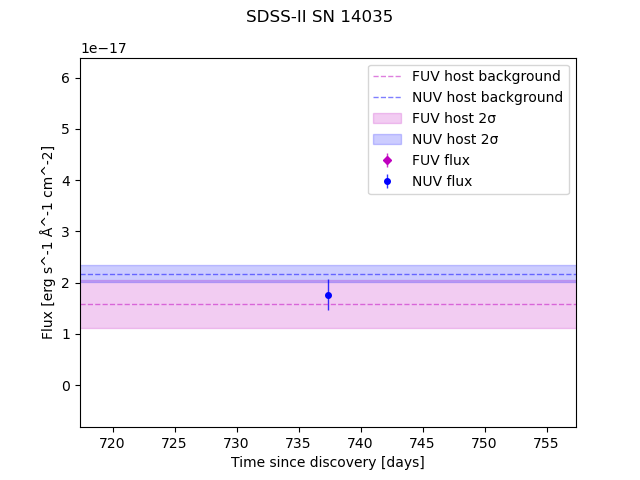 SDSS-II SN 14035
1e−17
FUV host background
NUV host background
FUV host 2σ
NUV host 2σ
FUV flux
NUV flux
6
5
4
3
2
1
0
Flux [erg s^-1 Å^-1 cm^-2]
720 725 730 735 740 745 750 755
Time since discovery [days]